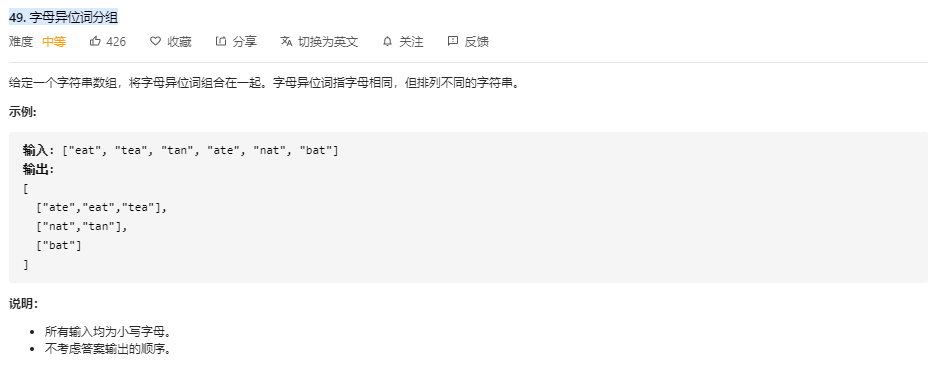 49. 字母异位词分组
难度 中等 426 收藏 分享 切换为英文 关注 反馈
给定一个字符串数组，将字母异位词组合在一起。字母异位词指字母相同，但排列不同的字符串。
示例:
输入: ["eat", "tea", "tan", "ate", "nat", "bat"]
输出:
[
["ate","eat","tea"],
["nat","tan"],
["bat"]
]
说明：
所有输入均为小写字母。
不考虑答案输出的顺序。